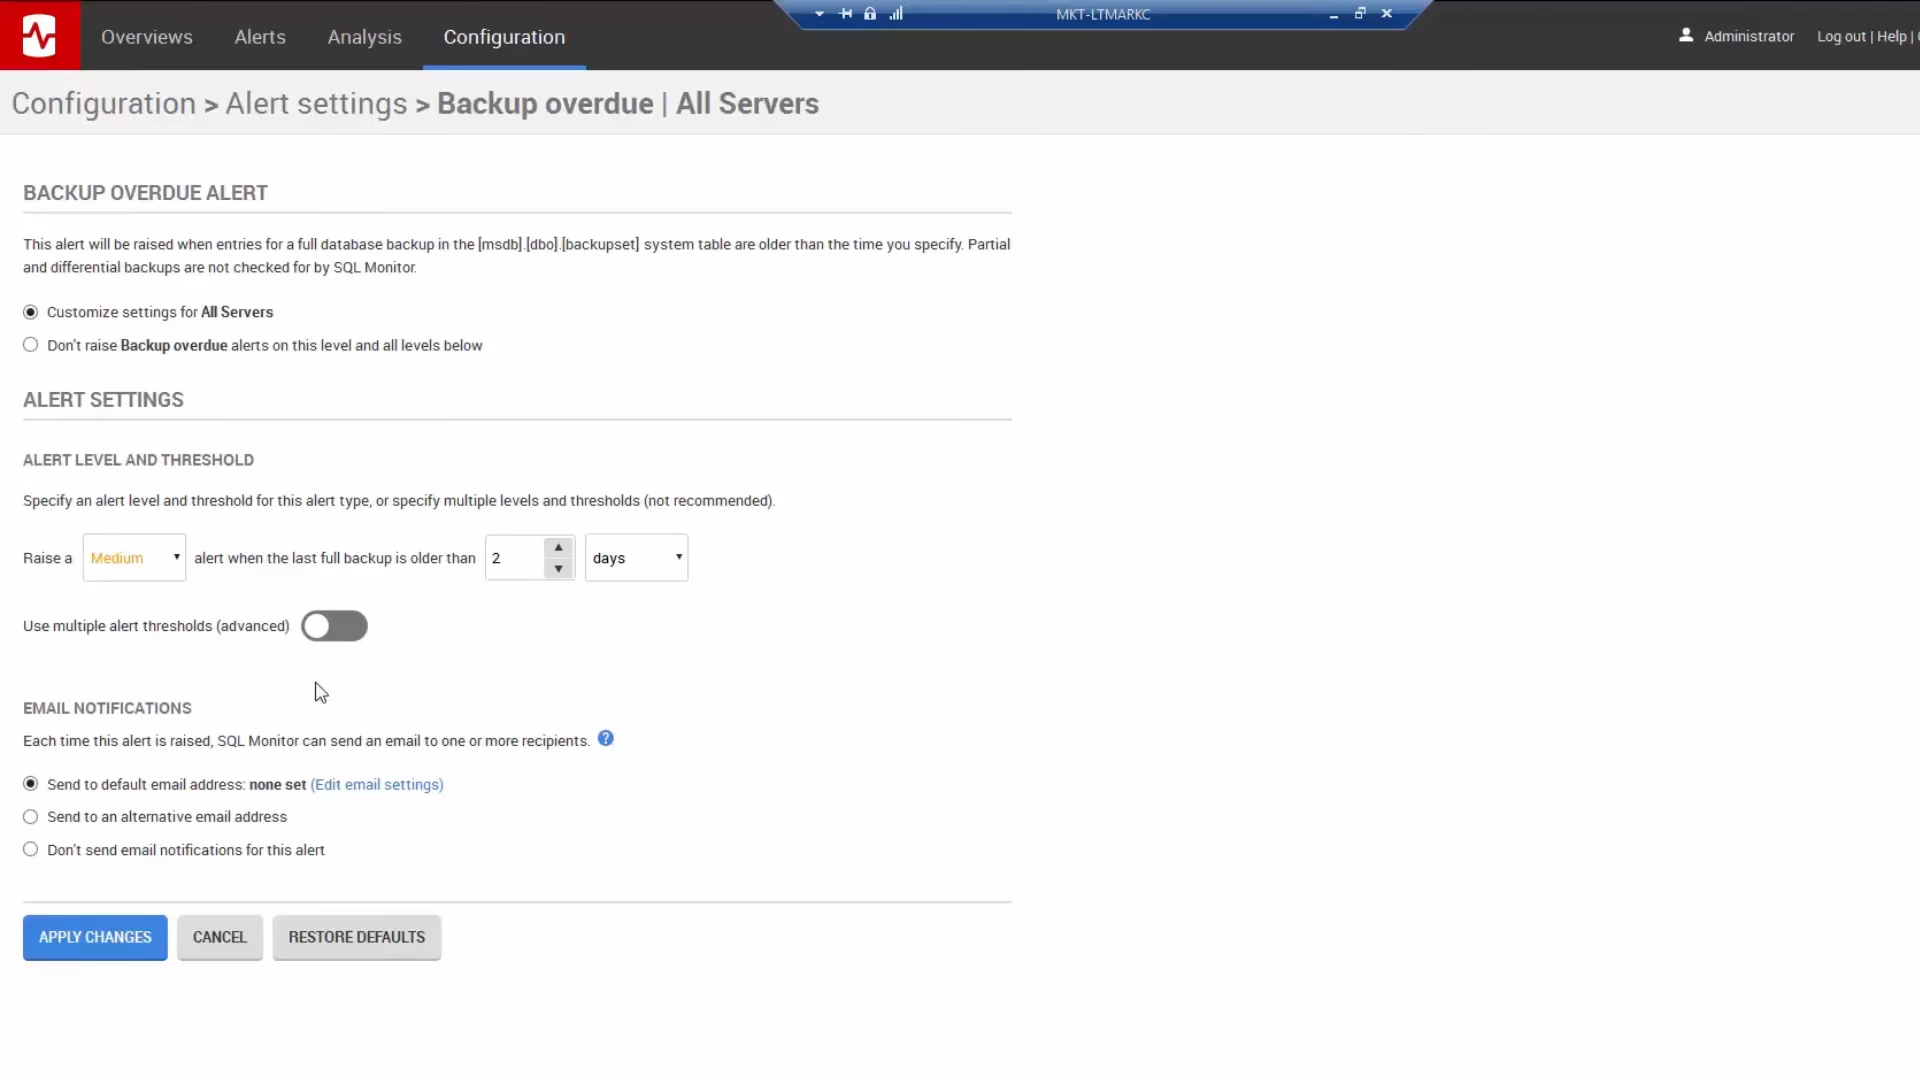 MKT-LTMARKC
Overviews Alerts Analysis Configuration Administrator Log out | Help |
Configuration > Alert settings > Backup overdue | All Servers
BACKUP OVERDUE ALERT
This alert will be raised when entries for a full database backup in the [msdb].[dbo].[backupset] system table are older than the time you specify. Partial
and differential backups are not checked for by SQL Monitor.
Customize settings for All Servers
Don't raise Backup overdue alerts on this level and all levels below
ALERT SETTINGS
ALERT LEVEL AND THRESHOLD
Specify an alert level and threshold for this alert type, or specify multiple levels and thresholds (not recommended).
Raise a Medium alert when the last full backup is older than 2 days
Use multiple alert thresholds (advanced)
EMAIL NOTIFICATIONS
Each time this alert is raised, SQL Monitor can send an email to one or more recipients. ?
Send to default email address: none set (Edit email settings)
Send to an alternative email address
Don't send email notifications for this alert
APPLY CHANGES CANCEL RESTORE DEFAULTS